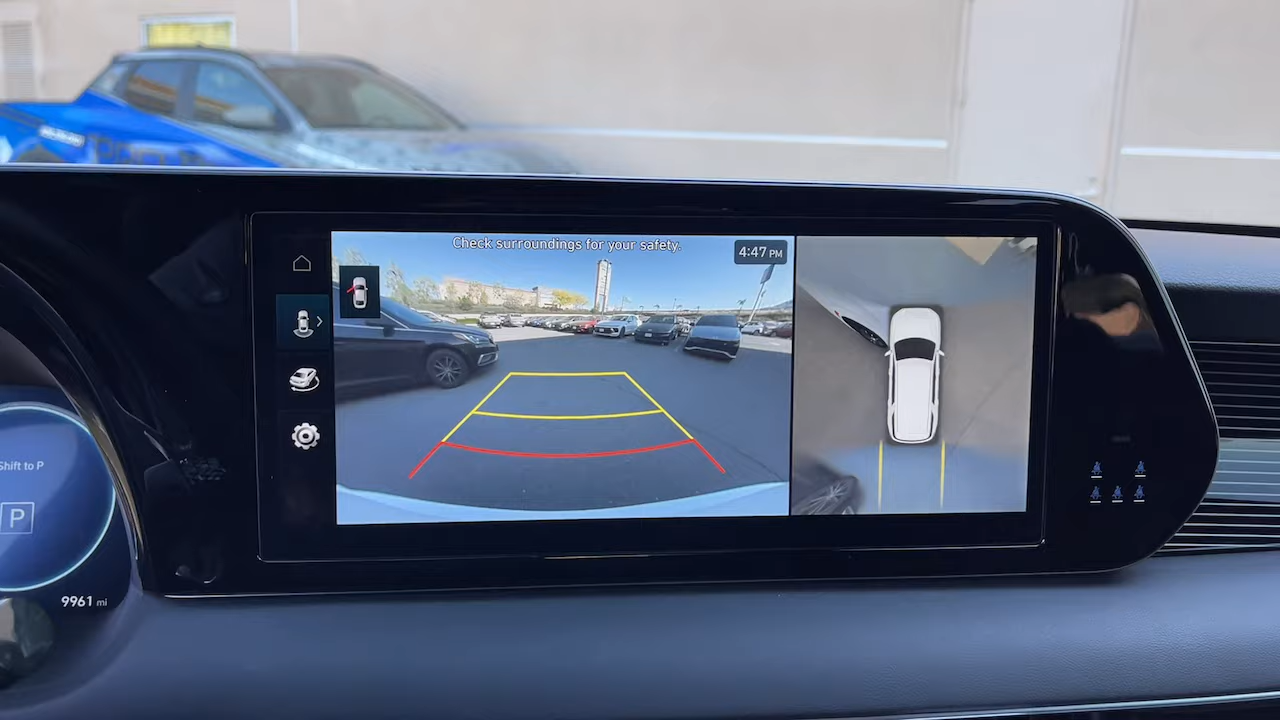 Check surroundings for your safety.
4:47 PM
Shift to P
P
9961 mi